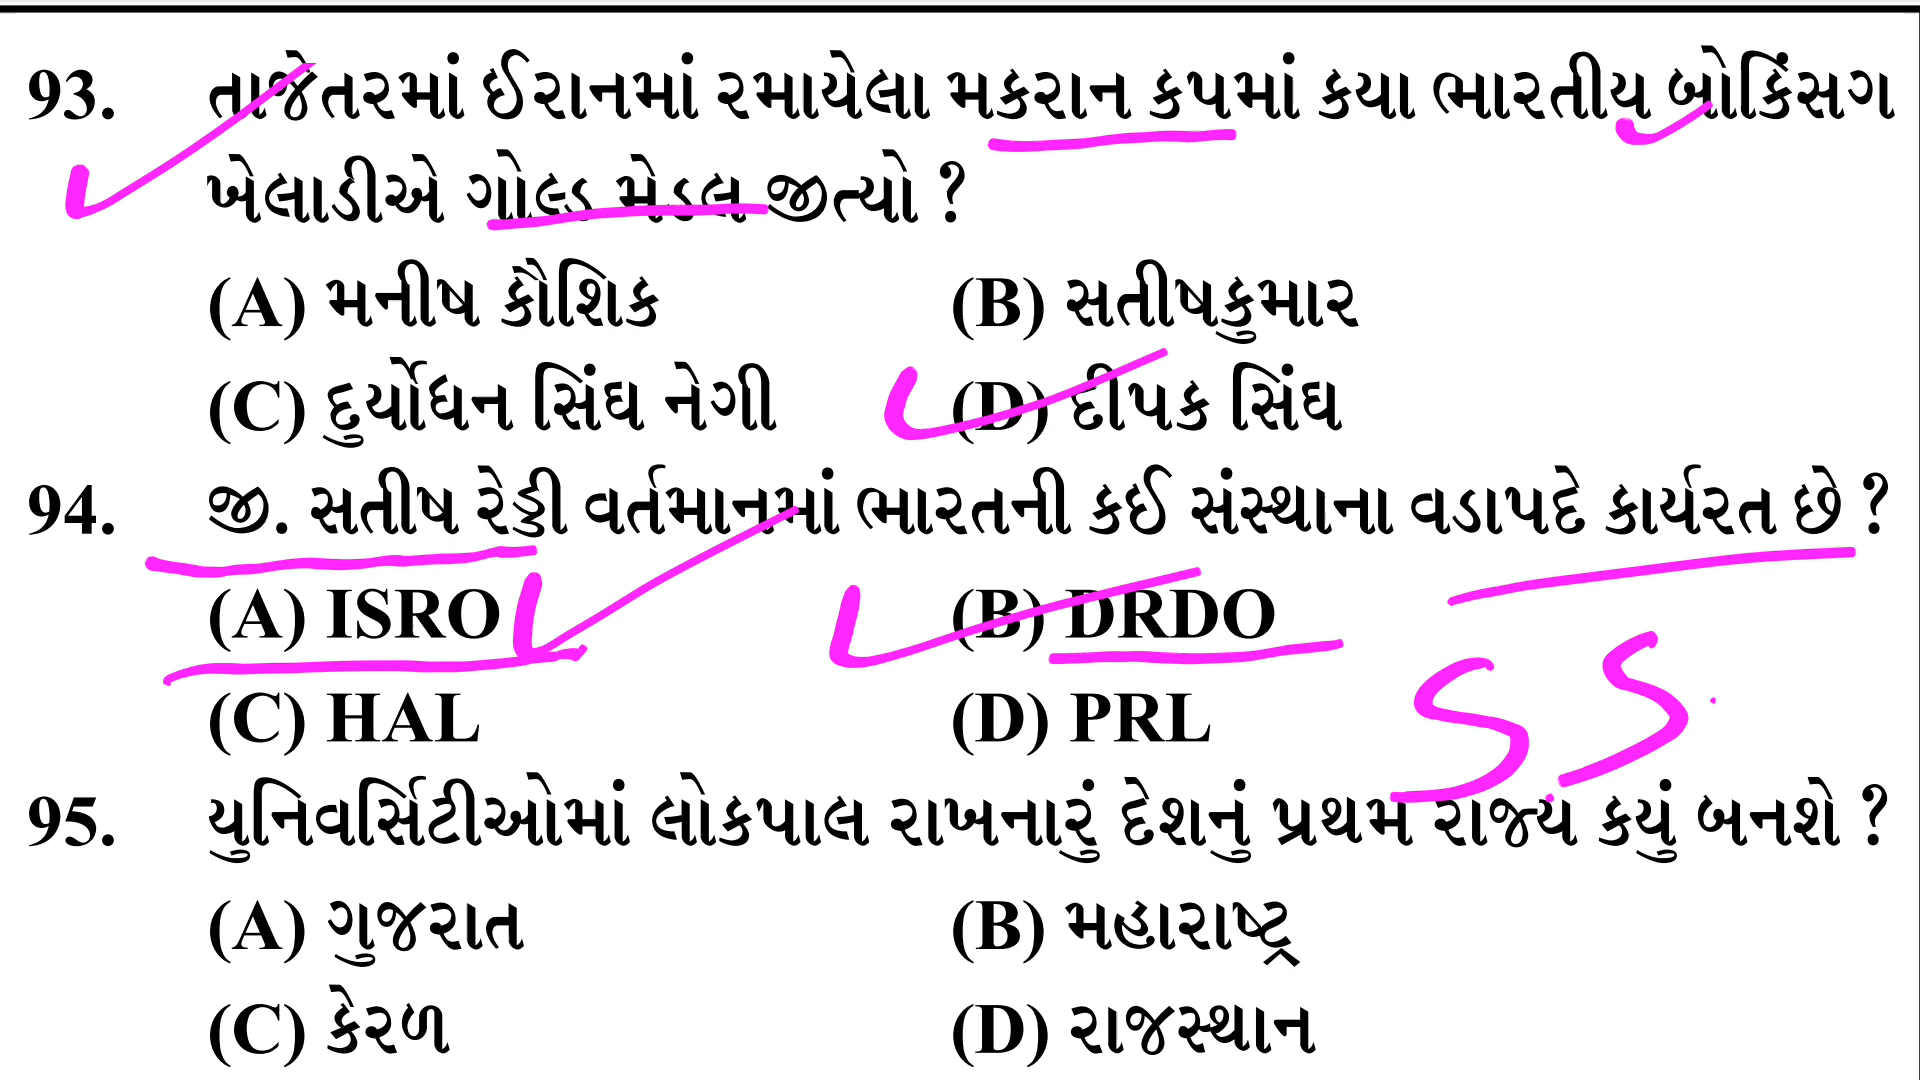 93. તાજેતરમાં ઈરાનમાં રમાયેલા મકરાન કપમાં કયા ભારતીય બોકિંસગ
ખેલાડીએ ગોલ્ડ મેડલ જીત્યો ?
(A) મનીષ કૌશિક (B) સતીષકુમાર
(C) દુર્યોધન સિંઘ નેગી (D) દીપક સિંઘ
94. જી. સતીષ રેડ્ડી વર્તમાનમાં ભારતની કઈ સંસ્થાના વડાપદે કાર્યરત છે ?
(A) ISRO (B) DRDO
(C) HAL (D) PRL
SS
95. યુનિવર્સિટીઓમાં લોકપાલ રાખનારું દેશનું પ્રથમ રાજ્ય કયું બનશે ?
(A) ગુજરાત (B) મહારાષ્ટ્ર
(C) કેરળ (D) રાજસ્થાન